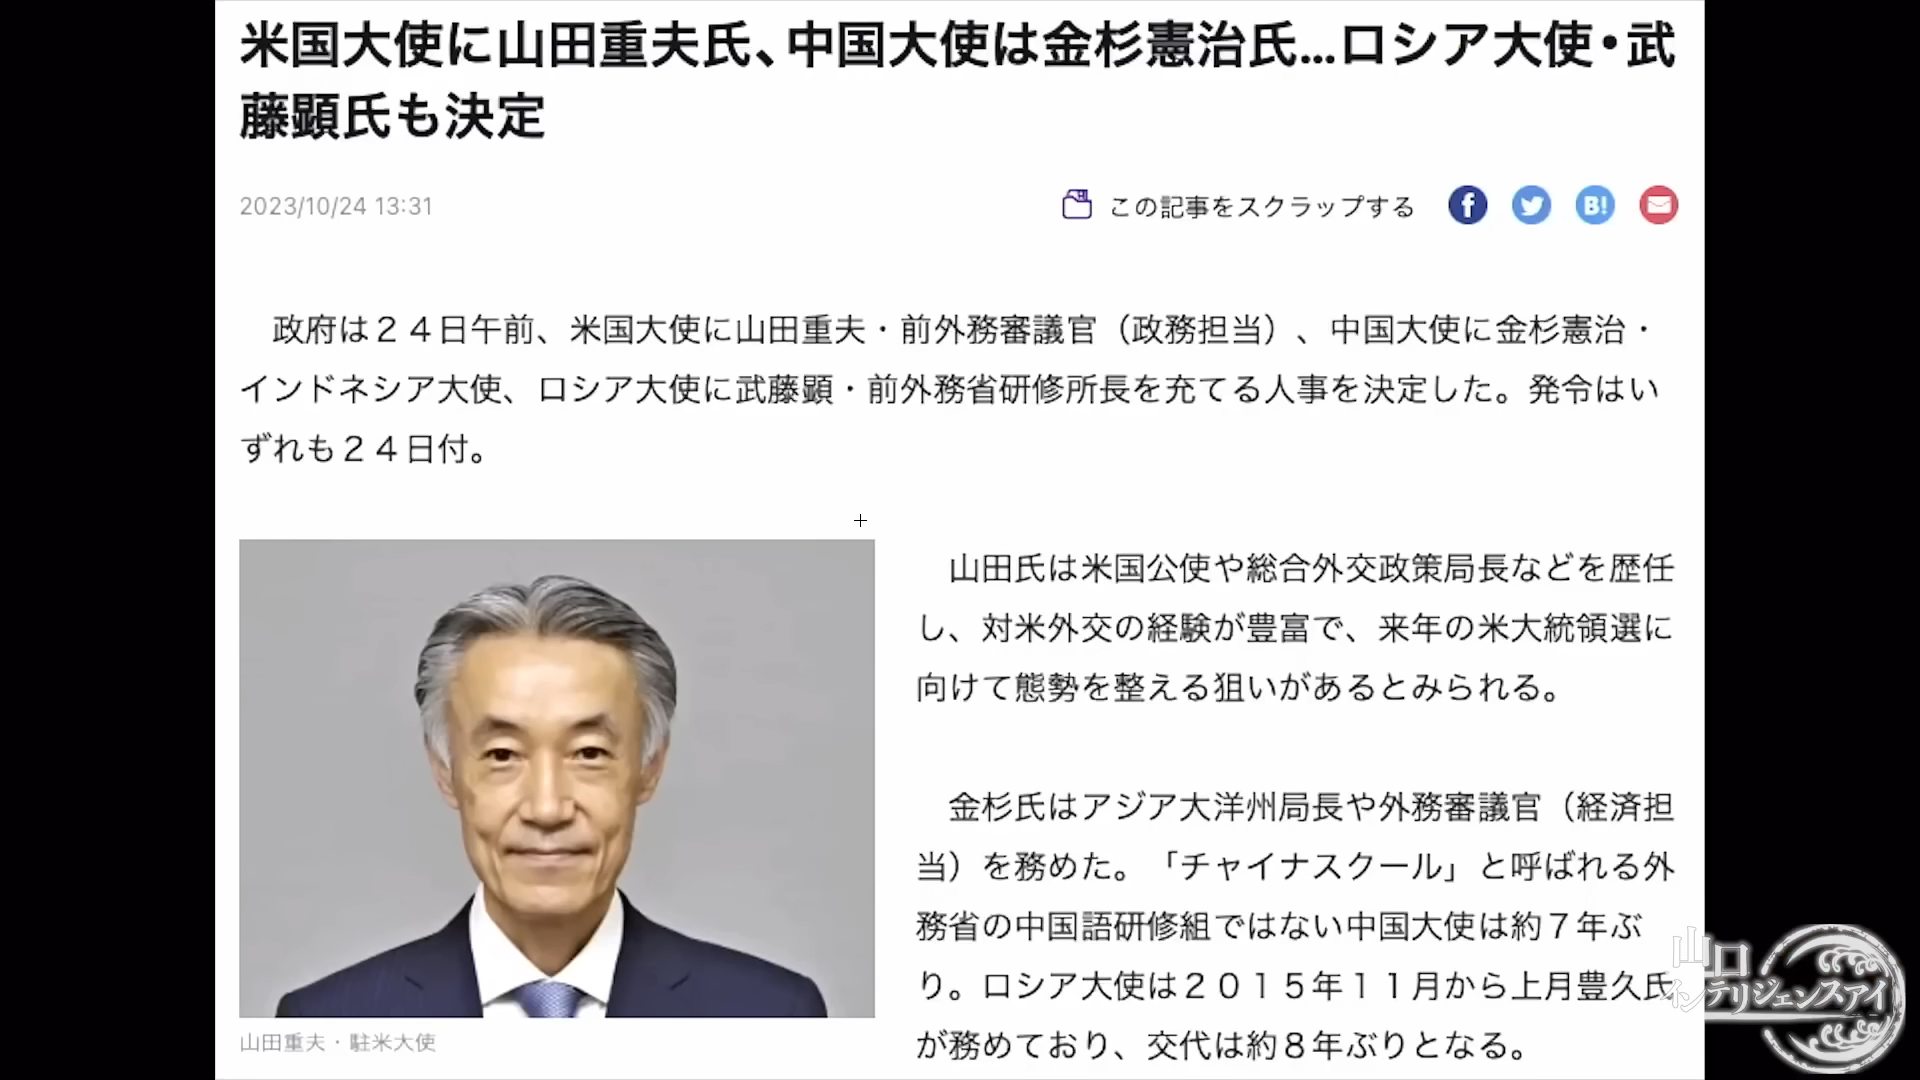 米国大使に山田重夫氏、中国大使は金杉憲治氏…ロシア大使・武
藤顕氏も決定
2023/10/24 13:31
この記事をスクラップする
f
B!
　政府は２４日午前、米国大使に山田重夫・前外務審議官（政務担当）、中国大使に金杉憲治・
インドネシア大使、ロシア大使に武藤顕・前外務省研修所長を充てる人事を決定した。発令はい
ずれも２４日付。
　山田氏は米国公使や総合外交政策局長などを歴任
し、対米外交の経験が豊富で、来年の米大統領選に
向けて態勢を整える狙いがあるとみられる。
　金杉氏はアジア大洋州局長や外務審議官（経済担
当）を務めた。「チャイナスクール」と呼ばれる外
務省の中国語研修組ではない中国大使は約７年ぶ
り。ロシア大使は２０１５年１１月から上月豊久氏
が務めており、交代は約８年ぶりとなる。
山田重夫・駐米大使
山口
インテリジェンスアイ